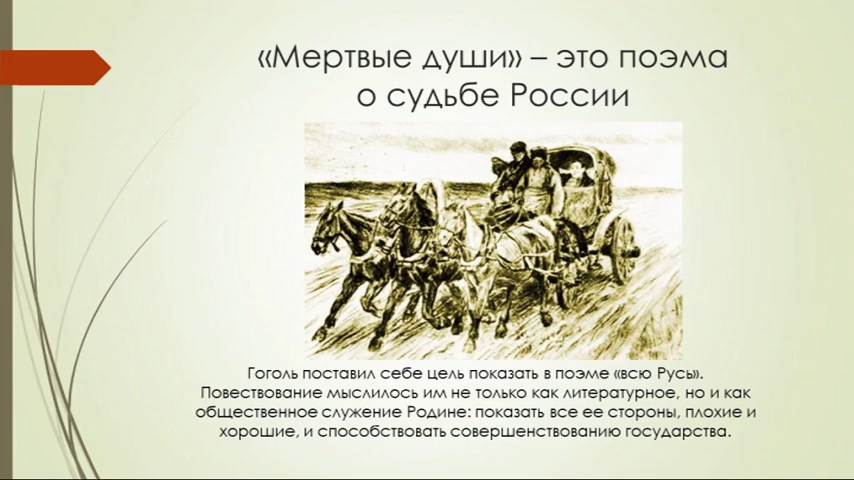 «Мертвые души» – это поэма
о судьбе России
Гоголь поставил себе цель показать в поэме «всю Русь».
Повествование мыслилось им не только как литературное, но и как
общественное служение Родине: показать все ее стороны, плохие и
хорошие, и способствовать совершенствованию государства.